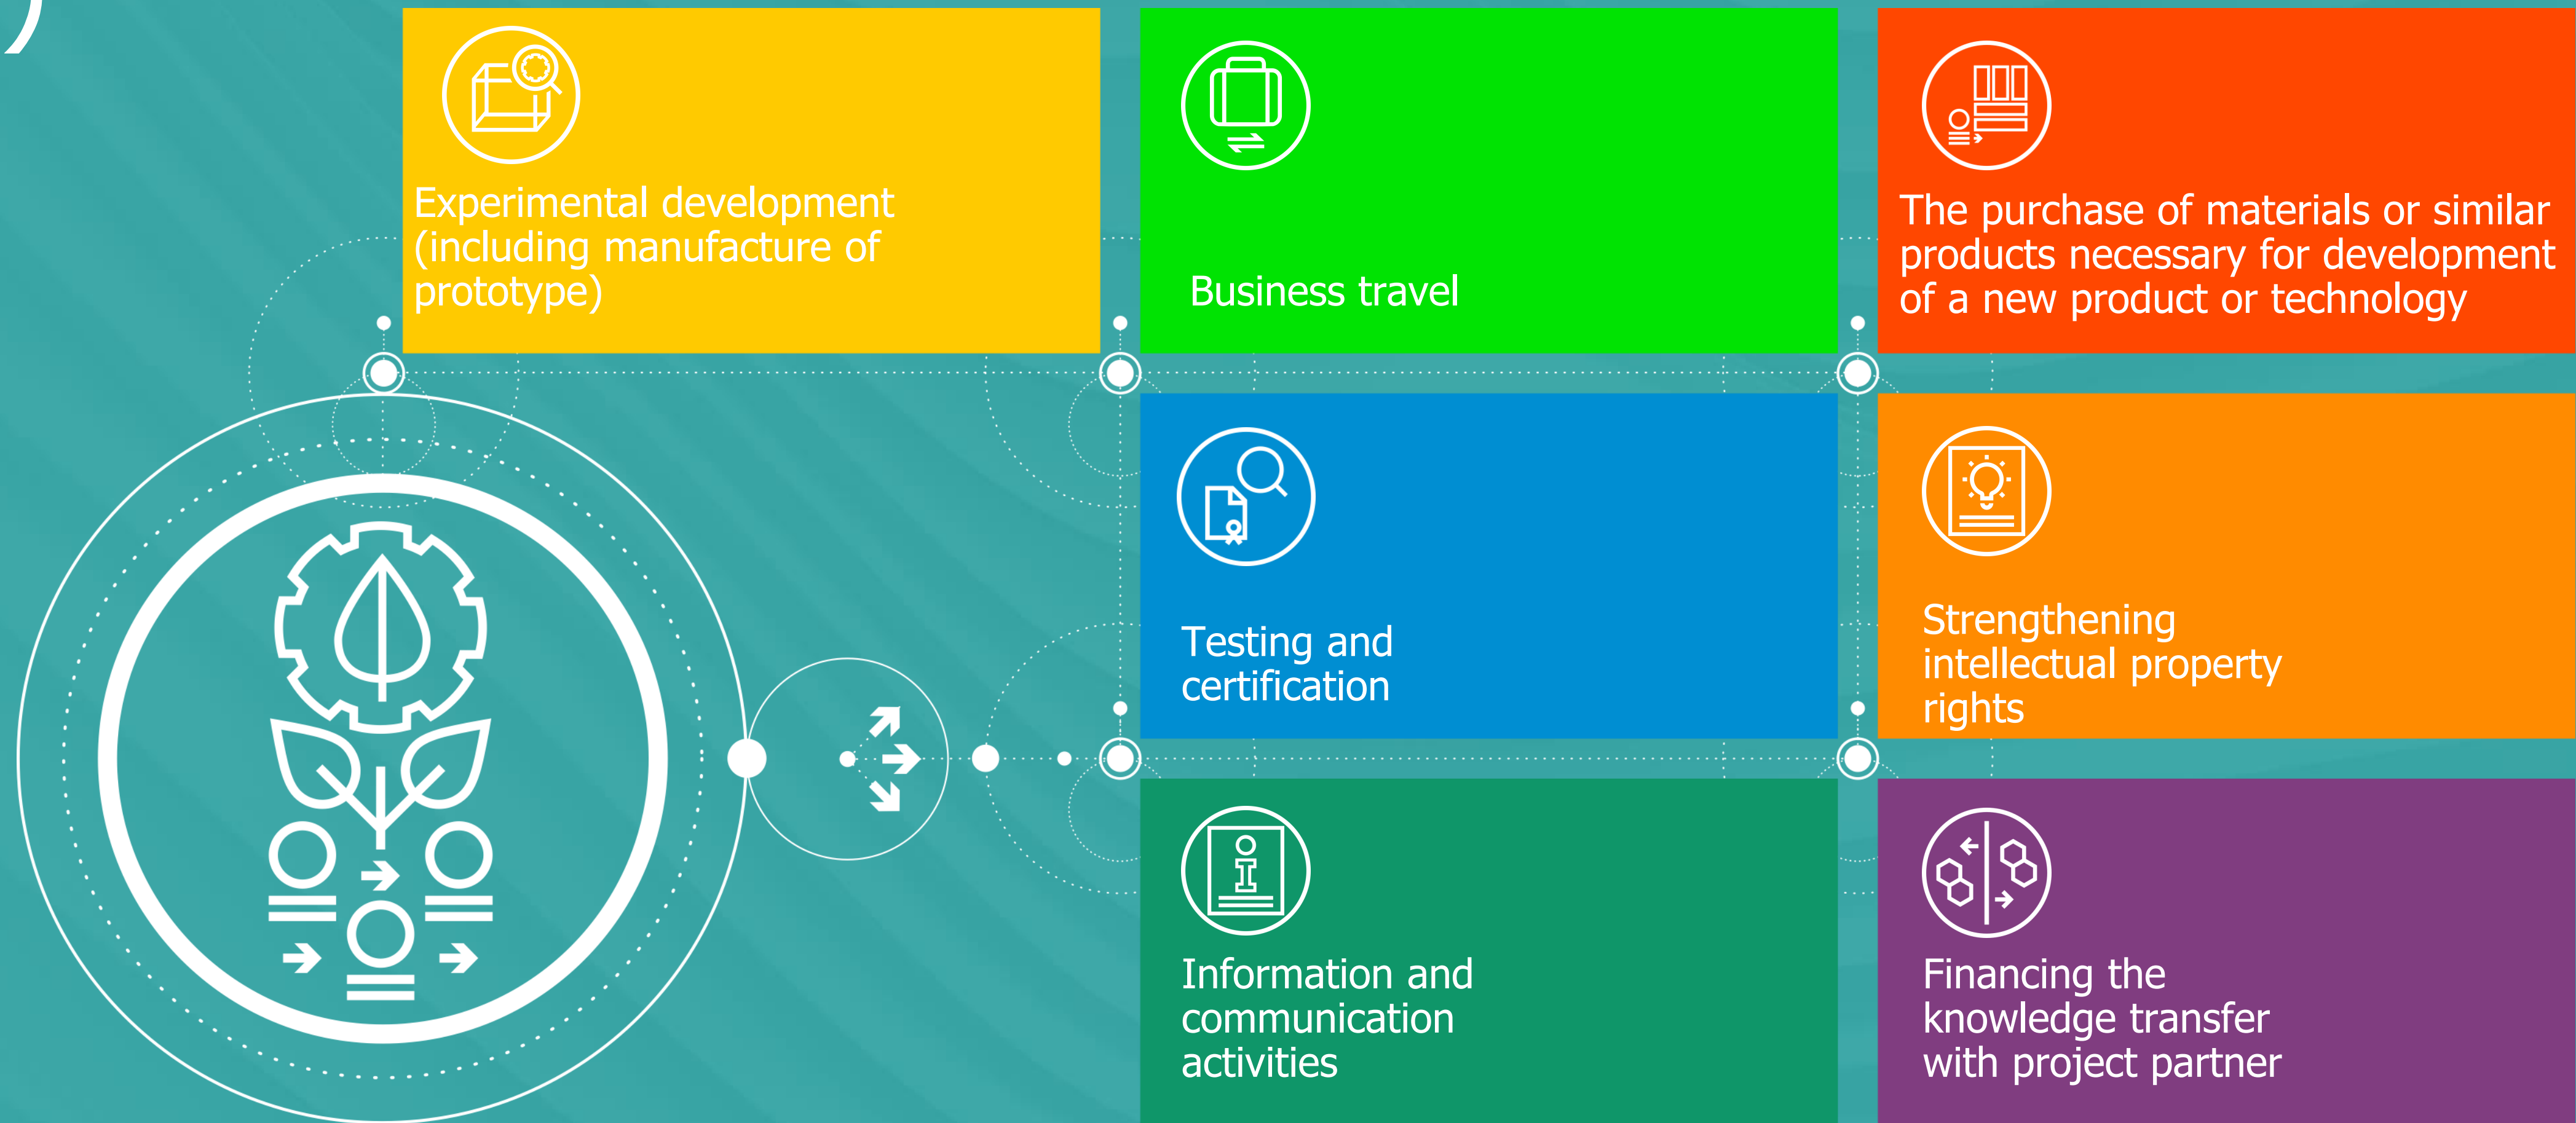 )
Experimental development
(including manufacture of
prototype)
Business travel
The purchase of materials or similar
products necessary for development
of a new product or technology
Testing and
certification
Strengthening
intellectual property
rights
Information and
communication
activities
Financing the
knowledge transfer
with project partner